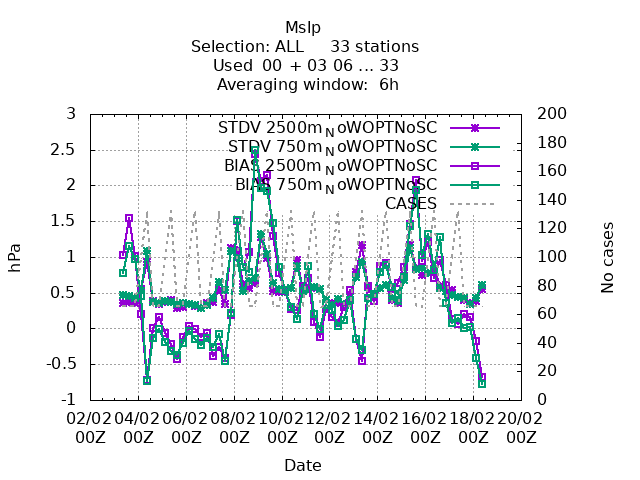 Mslp
Selection: ALL 33 stations
Used 00 + 03 06 ... 33
Averaging window: 6h
3
2.5
2
1.5
1
0.5
0
-0.5
-1
hPa
200
180
160
140
120
100
80
60
40
20
0
No cases
STDV 2500m_NoWOPTNoSC
STDV 750m_NoWOPTNoSC
BIAS 2500m_NoWOPTNoSC
BIAS 750m_NoWOPTNoSC
CASES
02/02 04/02 06/02 08/02 10/02 12/02 14/02 16/02 18/02 20/02
00Z 00Z 00Z 00Z 00Z 00Z 00Z 00Z 00Z 00Z
Date